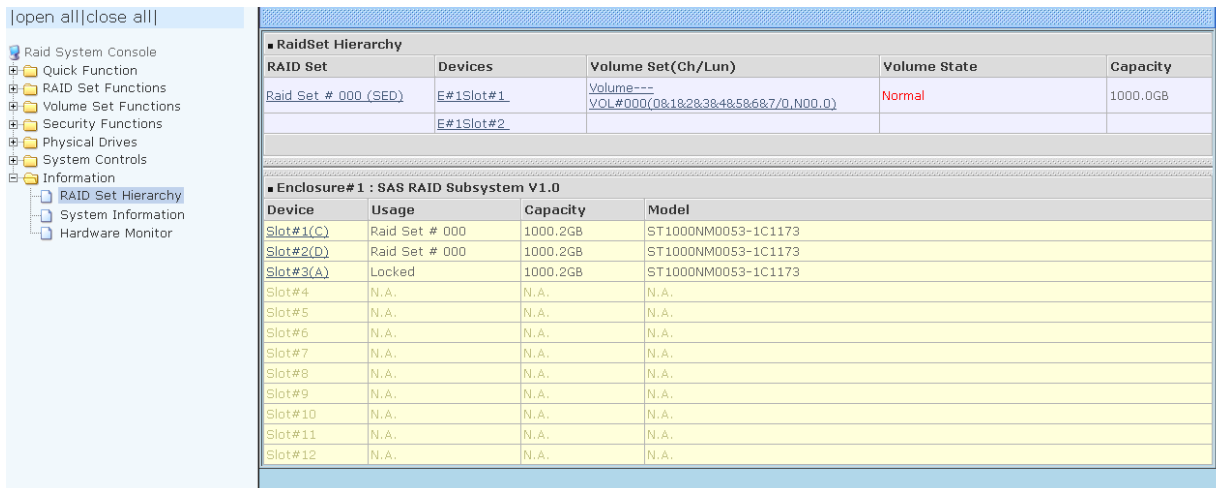 |open all|close all|
Raid System Console
Quick Function
RAID Set Functions
Volume Set Functions
Security Functions
Physical Drives
System Controls
Information
RAID Set Hierarchy
System Information
Hardware Monitor
RaidSet Hierarchy
RAID Set Devices Volume Set(Ch/Lun) Volume State Capacity
Raid Set # 000 (SED) E#1Slot#1 Volume---VOL#000(0&1&2&3&4&5&6&7/0,N00.0) Normal 1000.0GB
E#1Slot#2
Enclosure#1 : SAS RAID Subsystem V1.0
Device Usage Capacity Model
Slot#1(C) Raid Set # 000 1000.2GB ST1000NM0053-1C1173
Slot#2(D) Raid Set # 000 1000.2GB ST1000NM0053-1C1173
Slot#3(A) Locked 1000.2GB ST1000NM0053-1C1173
Slot#4 N.A. N.A. N.A.
Slot#5 N.A. N.A. N.A.
Slot#6 N.A. N.A. N.A.
Slot#7 N.A. N.A. N.A.
Slot#8 N.A. N.A. N.A.
Slot#9 N.A. N.A. N.A.
Slot#10 N.A. N.A. N.A.
Slot#11 N.A. N.A. N.A.
Slot#12 N.A. N.A. N.A.